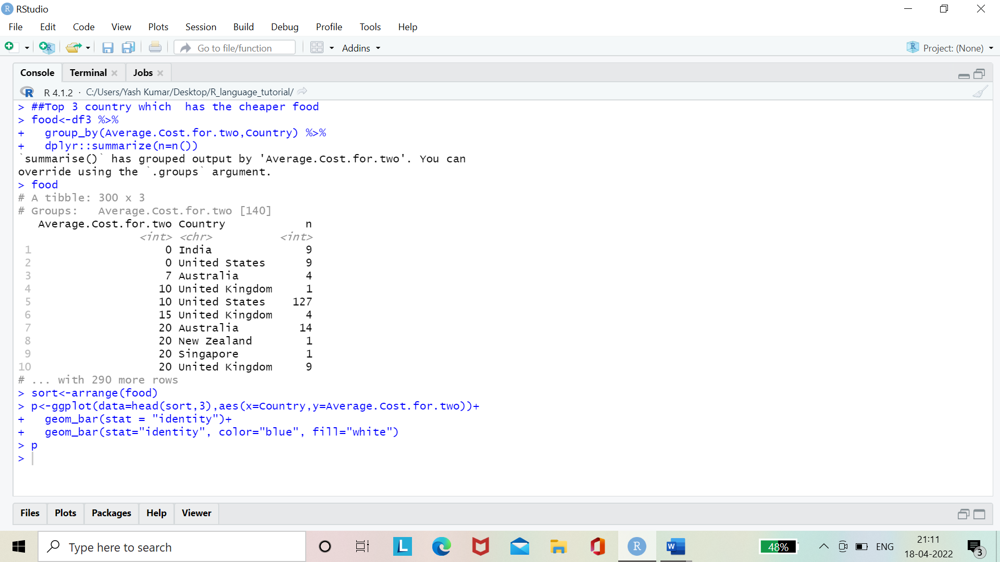 RStudio
File Edit Code View Plots Session Build Debug Profile Tools Help
Go to file/function Addins Project: (None)
Console Terminal Jobs
R 4.1.2 · C:/Users/Yash Kumar/Desktop/R_language_tutorial/
> ##Top 3 country which  has the cheaper food
> food<-df3 %>%
+   group_by(Average.Cost.for.two,Country) %>%
+   dplyr::summarize(n=n())
`summarise()` has grouped output by 'Average.Cost.for.two'. You can
override using the `.groups` argument.
> food
# A tibble: 300 x 3
# Groups:   Average.Cost.for.two [140]
   Average.Cost.for.two Country            n
                  <int> <chr>          <int>
 1                    0 India              9
 2                    0 United States      9
 3                    7 Australia          4
 4                   10 United Kingdom     1
 5                   10 United States    127
 6                   15 United Kingdom     4
 7                   20 Australia         14
 8                   20 New Zealand        1
 9                   20 Singapore          1
10                   20 United Kingdom     9
# ... with 290 more rows
> sort<-arrange(food)
> p<-ggplot(data=head(sort,3),aes(x=Country,y=Average.Cost.for.two))+
+   geom_bar(stat = "identity")+
+   geom_bar(stat="identity", color="blue", fill="white")
> p
>
Files Plots Packages Help Viewer
Type here to search L R W 48% ENG 21:11
18-04-2022 3